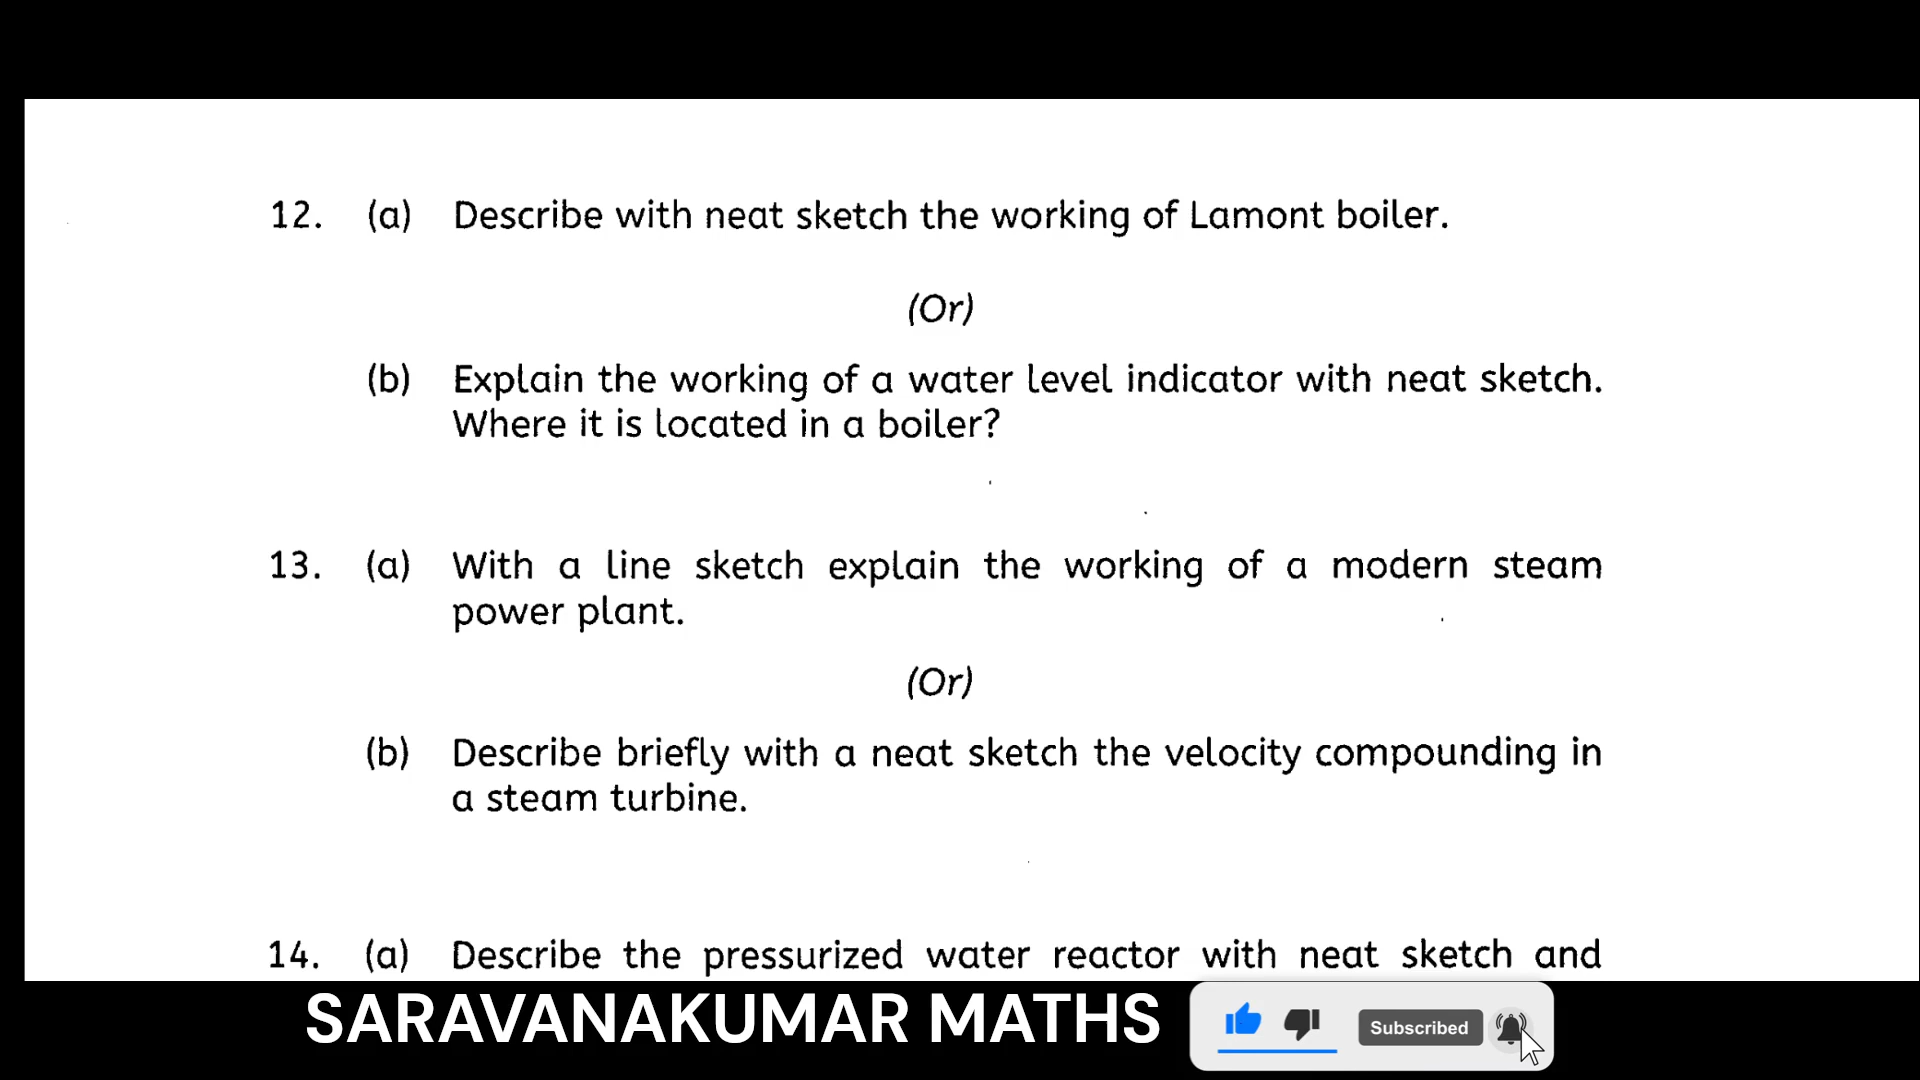 12. (a) Describe with neat sketch the working of Lamont boiler.
(Or)
(b) Explain the working of a water level indicator with neat sketch.
Where it is located in a boiler?
13. (a) With a line sketch explain the working of a modern steam
power plant.
(Or)
(b) Describe briefly with a neat sketch the velocity compounding in
a steam turbine.
14. (a) Describe the pressurized water reactor with neat sketch and
SARAVANAKUMAR MATHS
Subscribed